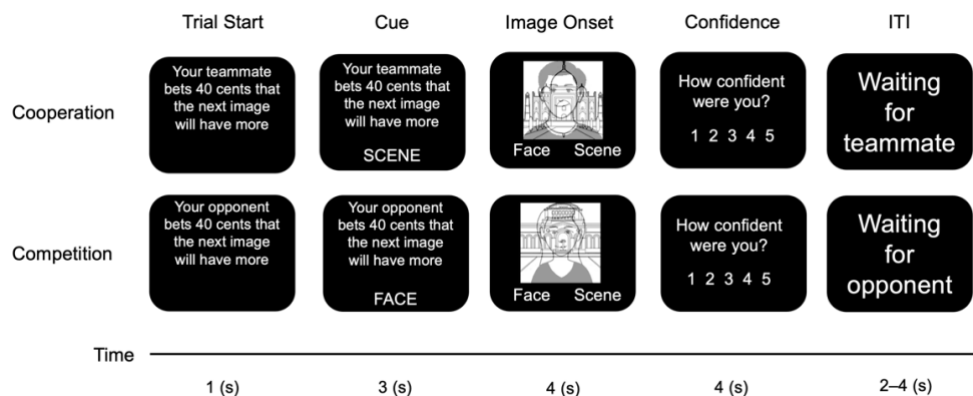 Trial Start
Cue
Image Onset
Confidence
ITI
Cooperation
Your teammate
bets 40 cents that
the next image
will have more
Your teammate
bets 40 cents that
the next image
will have more
SCENE
Face Scene
How confident
were you?
1 2 3 4 5
Waiting
for
teammate
Competition
Your opponent
bets 40 cents that
the next image
will have more
Your opponent
bets 40 cents that
the next image
will have more
FACE
Face Scene
How confident
were you?
1 2 3 4 5
Waiting
for
opponent
Time
1 (s)
3 (s)
4 (s)
4 (s)
2–4 (s)